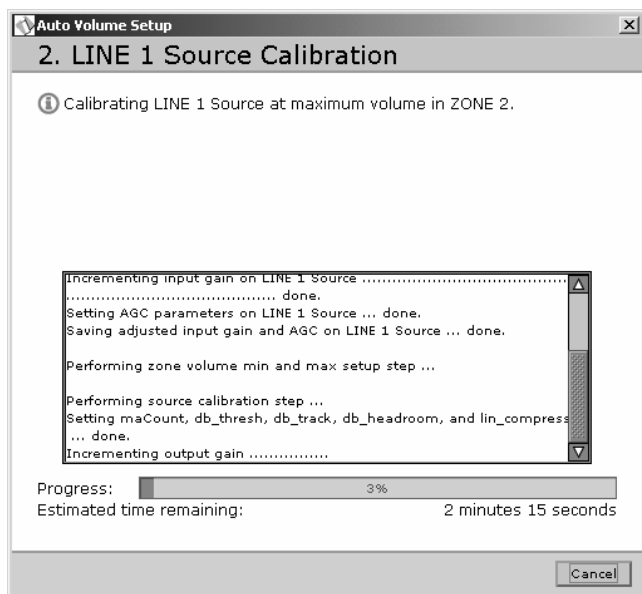 Auto Volume Setup
2. LINE 1 Source Calibration
Calibrating LINE 1 Source at maximum volume in ZONE 2.
Incrementing input gain on LINE 1 Source .........................................
.......................................... done.
Setting AGC parameters on LINE 1 Source ... done.
Saving adjusted input gain and AGC on LINE 1 Source ... done.
Performing zone volume min and max setup step ...
Performing source calibration step ...
Setting maCount, db_thresh, db_track, db_headroom, and lin_compress
... done.
Incrementing output gain ................
Progress: 3%
Estimated time remaining: 2 minutes 15 seconds
Cancel